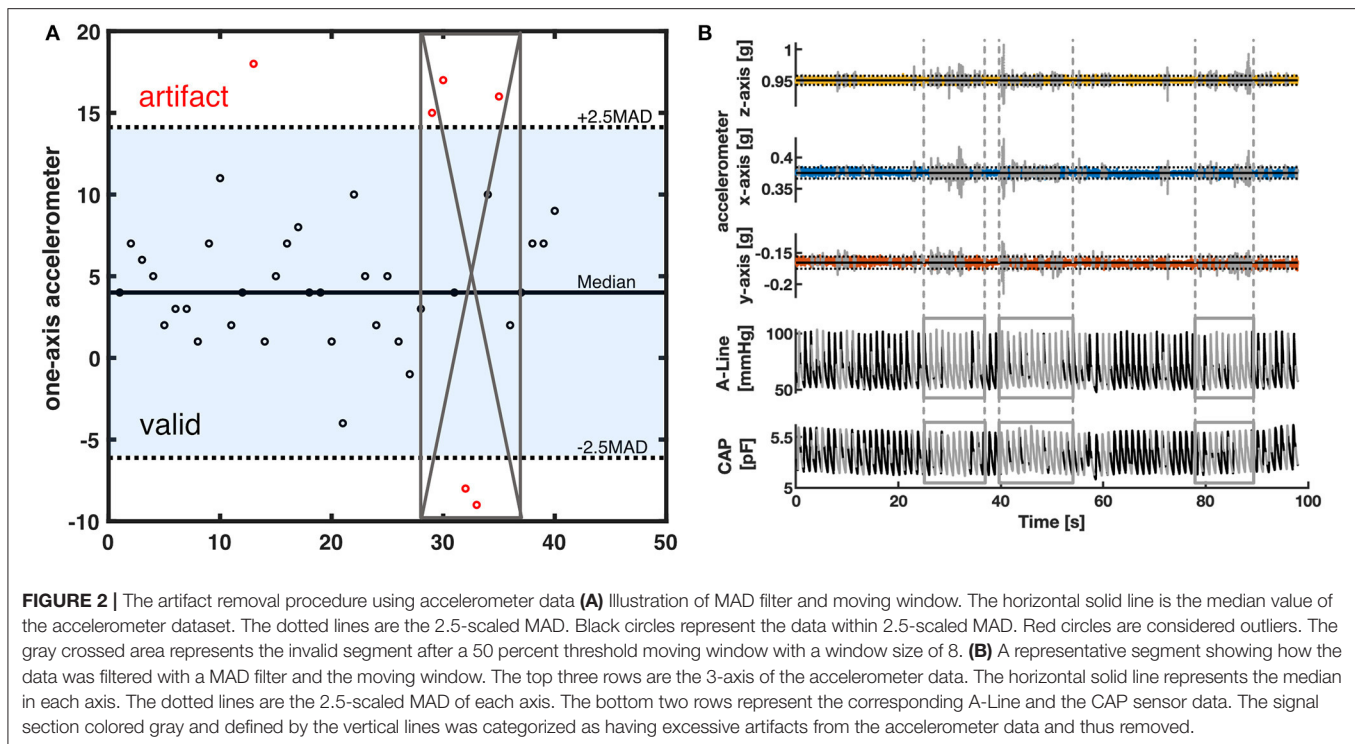 A
20
15
10
5
0
-5
-10
0
10
20
30
40
50
one-axis accelerometer
artifact
+2.5MAD
Median
valid
-2.5MAD
B
1
0.95
z-axis [g]
0.4
0.35
x-axis [g]
accelerometer
-0.15
-0.2
y-axis [g]
100
50
A-Line
[mmHg]
5.5
5
CAP
[pF]
0
20
40
60
80
100
Time [s]
FIGURE 2 | The artifact removal procedure using accelerometer data (A) Illustration of MAD filter and moving window. The horizontal solid line is the median value of
the accelerometer dataset. The dotted lines are the 2.5-scaled MAD. Black circles represent the data within 2.5-scaled MAD. Red circles are considered outliers. The
gray crossed area represents the invalid segment after a 50 percent threshold moving window with a window size of 8. (B) A representative segment showing how the
data was filtered with a MAD filter and the moving window. The top three rows are the 3-axis of the accelerometer data. The horizontal solid line represents the median
in each axis. The dotted lines are the 2.5-scaled MAD of each axis. The bottom two rows represent the corresponding A-Line and the CAP sensor data. The signal
section colored gray and defined by the vertical lines was categorized as having excessive artifacts from the accelerometer data and thus removed.